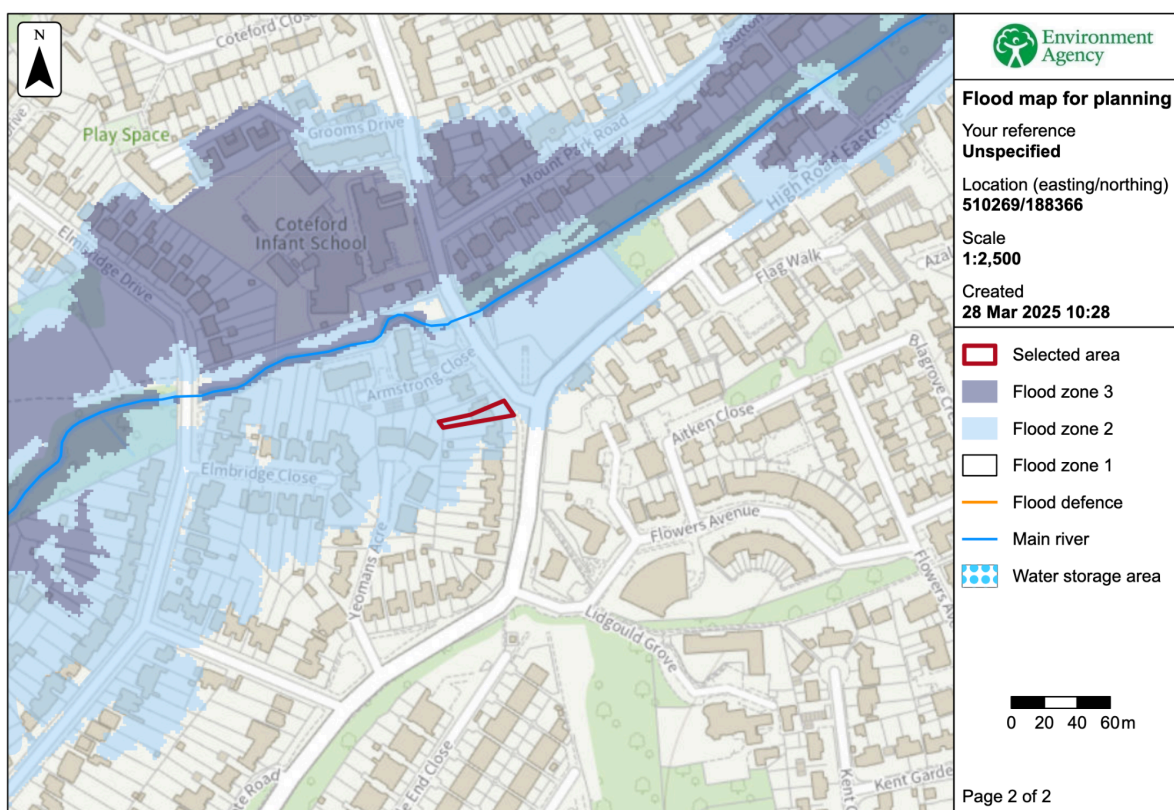 N
Coteford Close
Play Space
Grooms Drive
Mount Park Road
High Road Eastcote
Coteford
Infant School
Elmbridge Drive
Flag Walk
Armstrong Close
Aitken Close
Elmbridge Close
Flowers Avenue
Yeomans Acre
Lidgould Grove
Environment
Agency
Flood map for planning
Your reference
Unspecified
Location (easting/northing)
510269/188366
Scale
1:2,500
Created
28 Mar 2025 10:28
Selected area
Flood zone 3
Flood zone 2
Flood zone 1
Flood defence
Main river
Water storage area
0 20 40 60m
Page 2 of 2